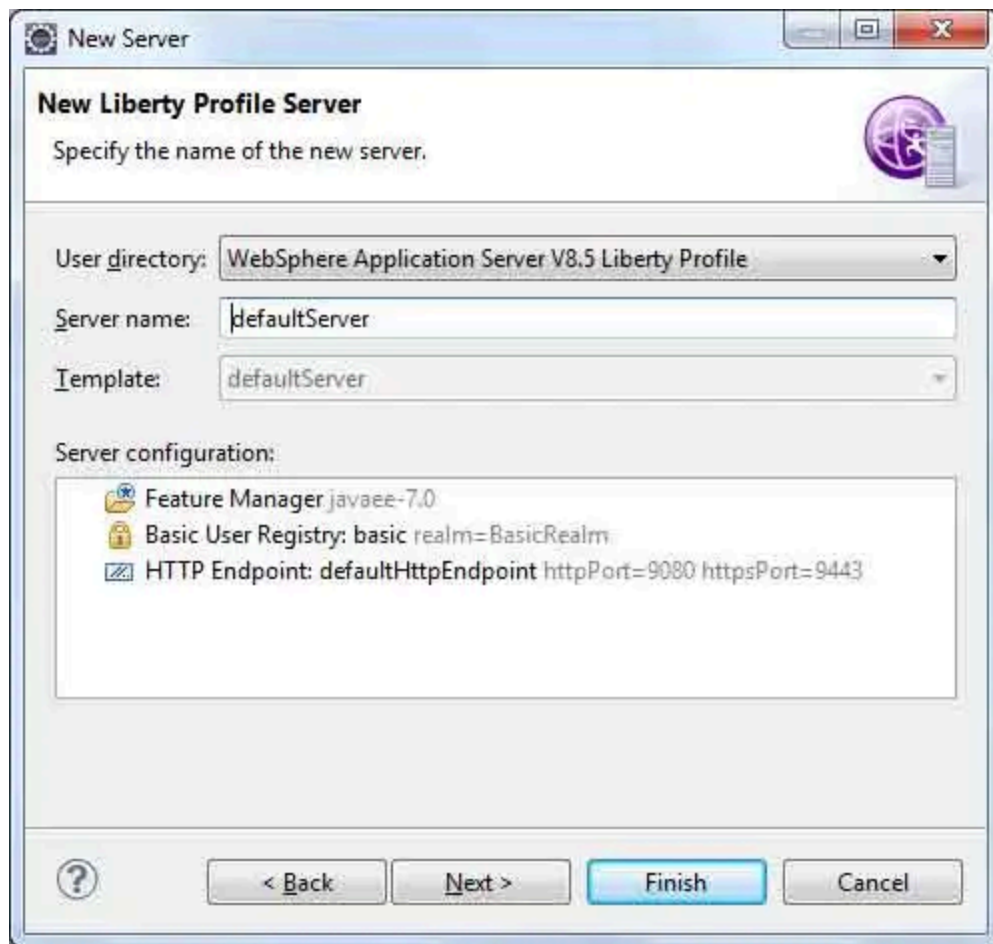 New Server
New Liberty Profile Server
Specify the name of the new server.
User directory: WebSphere Application Server V8.5 Liberty Profile
Server name: defaultServer
Template: defaultServer
Server configuration:
Feature Manager javaee-7.0
Basic User Registry: basic realm=BasicRealm
HTTP Endpoint: defaultHttpEndpoint httpPort=9080 httpsPort=9443
? < Back Next > Finish Cancel